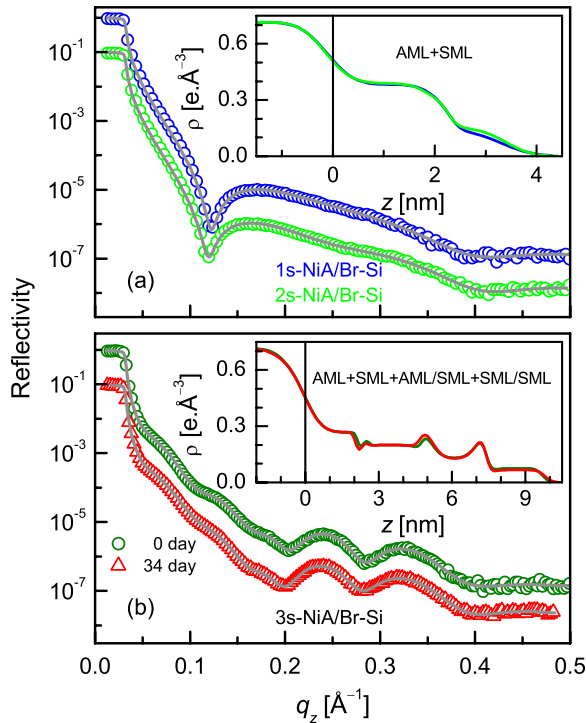 10⁻¹
10⁻³
10⁻⁵
10⁻⁷
Reflectivity
0.6
0.3
0.0
ρ [e.Å⁻³]
AML+SML
0
2
4
z [nm]
1s-NiA/Br-Si
2s-NiA/Br-Si
(a)
10⁻¹
10⁻³
10⁻⁵
10⁻⁷
0.6
0.3
0.0
ρ [e.Å⁻³]
AML+SML+AML/SML+SML/SML
0
3
6
9
z [nm]
0 day
34 day
(b)
3s-NiA/Br-Si
0.0
0.1
0.2
0.3
0.4
0.5
q_z [Å⁻¹]